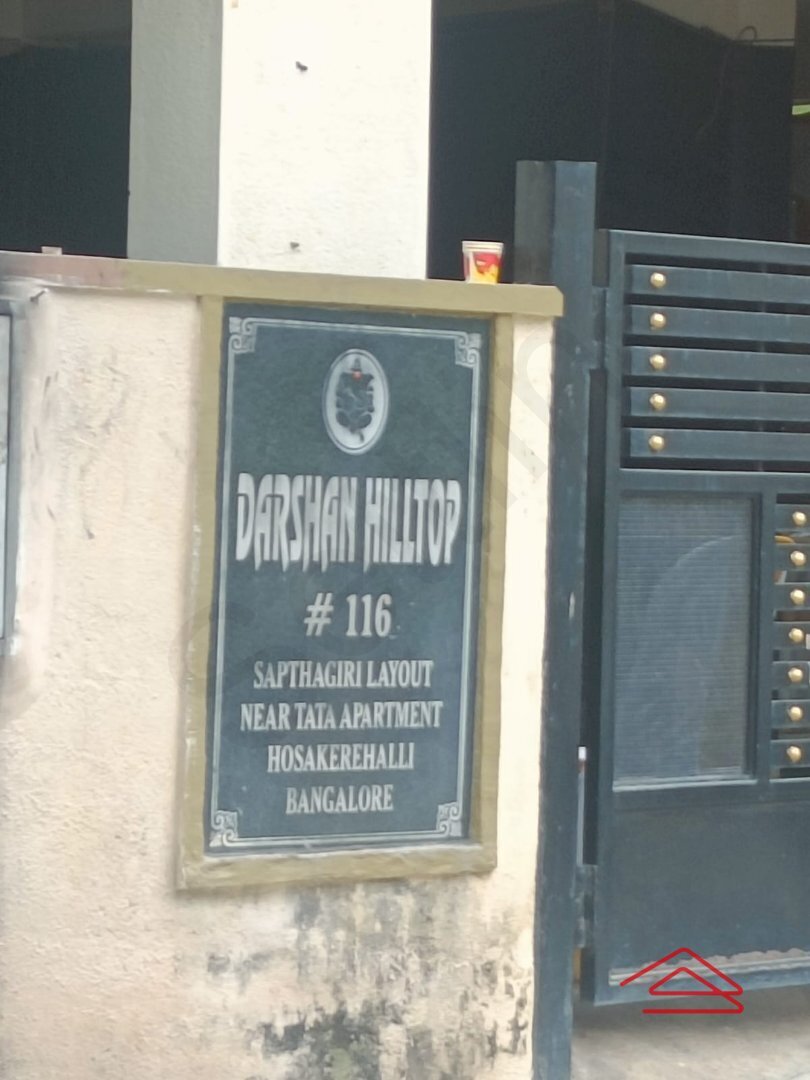 DARSHAN HILLTOP
# 116
SAPTHAGIRI LAYOUT
NEAR TATA APARTMENT
HOSAKEREHALLI
BANGALORE